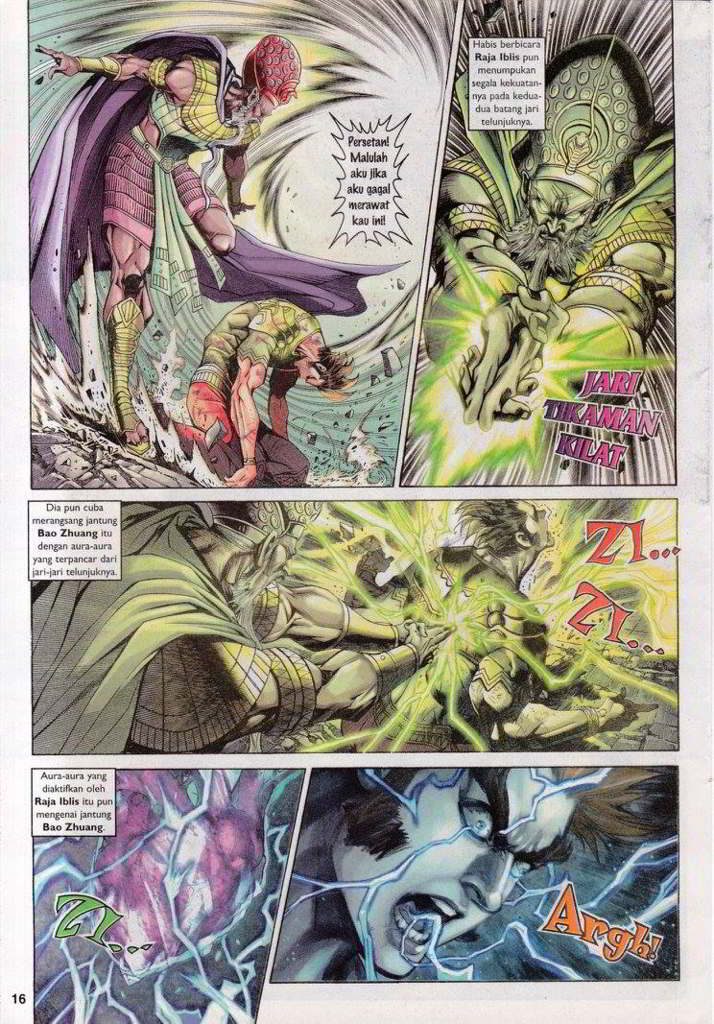 Persetan!
Malulah
aku jika
aku gagal
merawat
kau ini!
Habis berbicara
Raja Iblis pun
menumpukan
segala kekuatan-
nya pada kedua-
dua batang jari
telunjuknya.
JARI
TIKAMAN
KILAT
Dia pun cuba
merangsang jantung
Bao Zhuang itu
dengan aura-aura
yang terpancar dari
jari-jari telunjuknya.
ZI...
ZI...
Aura-aura yang
diaktifkan oleh
Raja Iblis itu pun
mengenai jantung
Bao Zhuang.
ZI...
Argh!
16